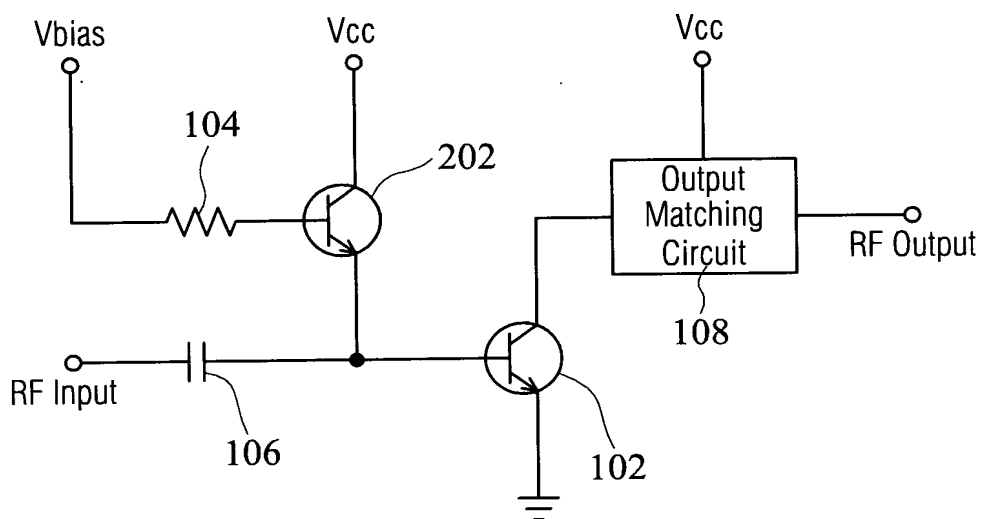 Vbias
Vcc
Vcc
104
202
Output
Matching
Circuit
RF Output
108
RF Input
106
102